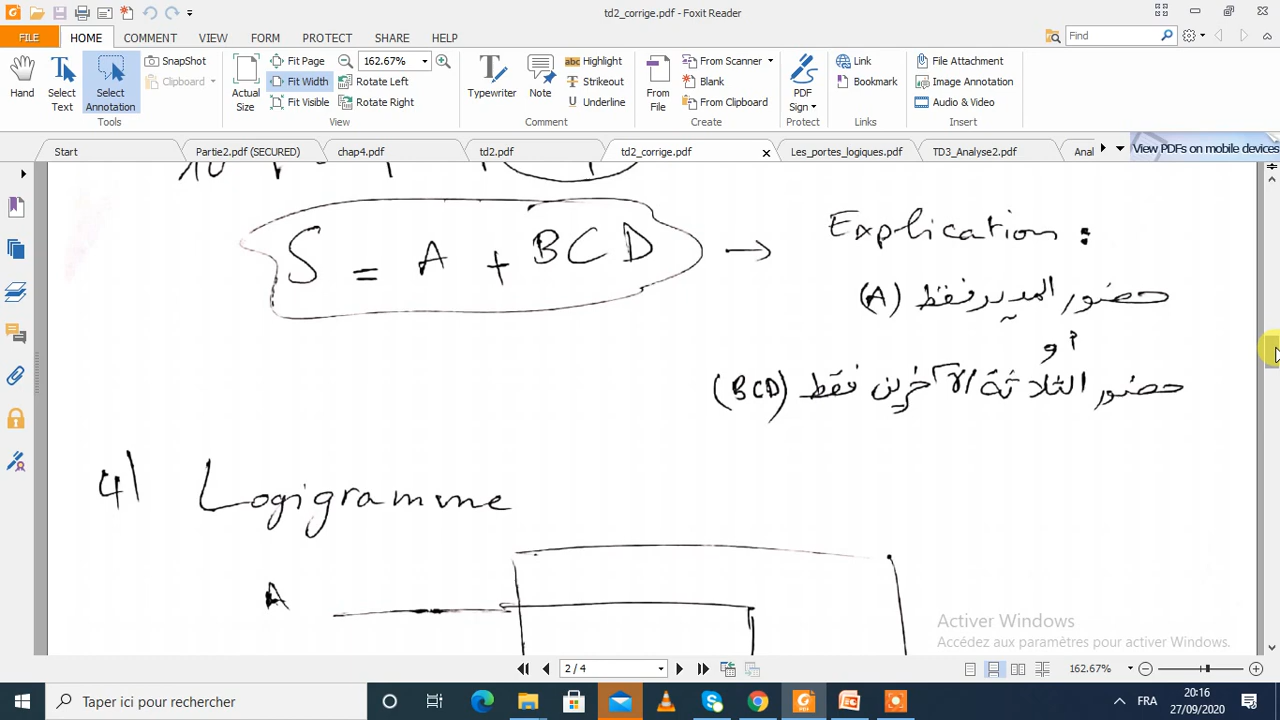 td2_corrige.pdf - Foxit Reader
FILE HOME COMMENT VIEW FORM PROTECT SHARE HELP
Find
Hand
Select Text
Select Annotation
SnapShot
Clipboard
Tools
Actual Size
Fit Page
Fit Width
Fit Visible
162.67%
Rotate Left
Rotate Right
View
Typewriter
Note
Highlight
Strikeout
Underline
Comment
From File
From Scanner
Blank
From Clipboard
Create
PDF Sign
Protect
Link
Bookmark
Links
File Attachment
Image Annotation
Audio & Video
Insert
Start
Partie2.pdf (SECURED)
chap4.pdf
td2.pdf
td2_corrige.pdf
Les_portes_logiques.pdf
TD3_Analyse2.pdf
Anal
View PDFs on mobile devices
S = A + BCD → Explication :
حضور المدير فقط (A)
أو
حضور الثلاثة الآخرين فقط (BCD)
4) Logigramme
A
Activer Windows
Accédez aux paramètres pour activer Windows.
2 / 4
162.67%
Taper ici pour rechercher
FRA
20:16
27/09/2020